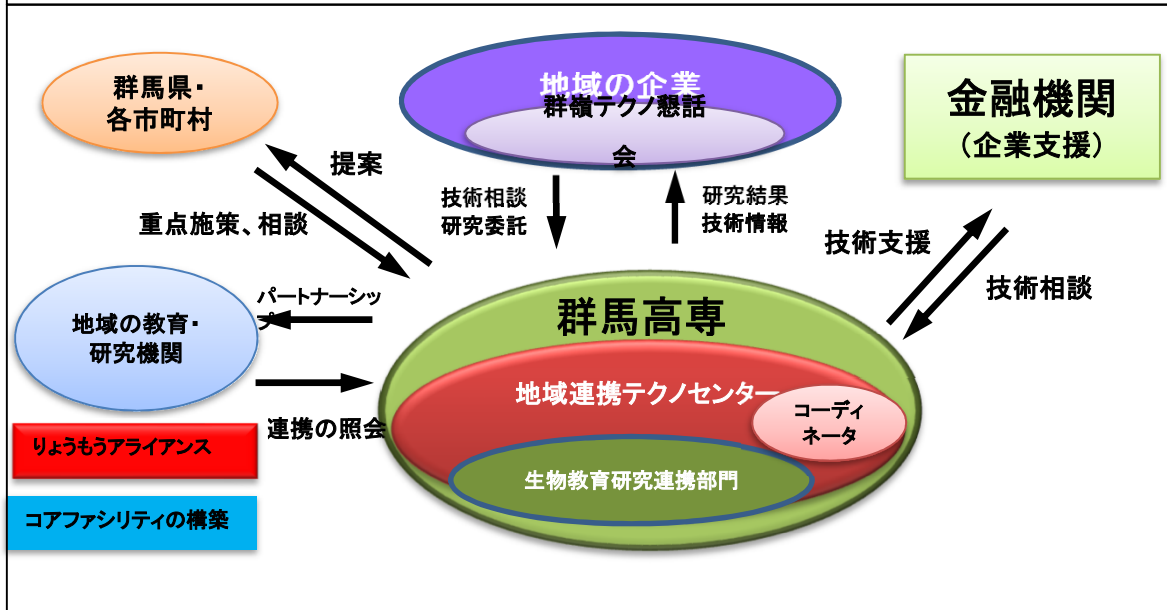 群馬県・
各市町村
地域の企業
群嶺テクノ懇話
会
金融機関
(企業支援)
提案
重点施策、相談
技術相談
研究委託
研究結果
技術情報
技術支援
技術相談
パートナーシッ
プ
地域の教育・
研究機関
連携の照会
群馬高専
地域連携テクノセンター
コーディ
ネータ
生物教育研究連携部門
りょうもうアライアンス
コアファシリティの構築